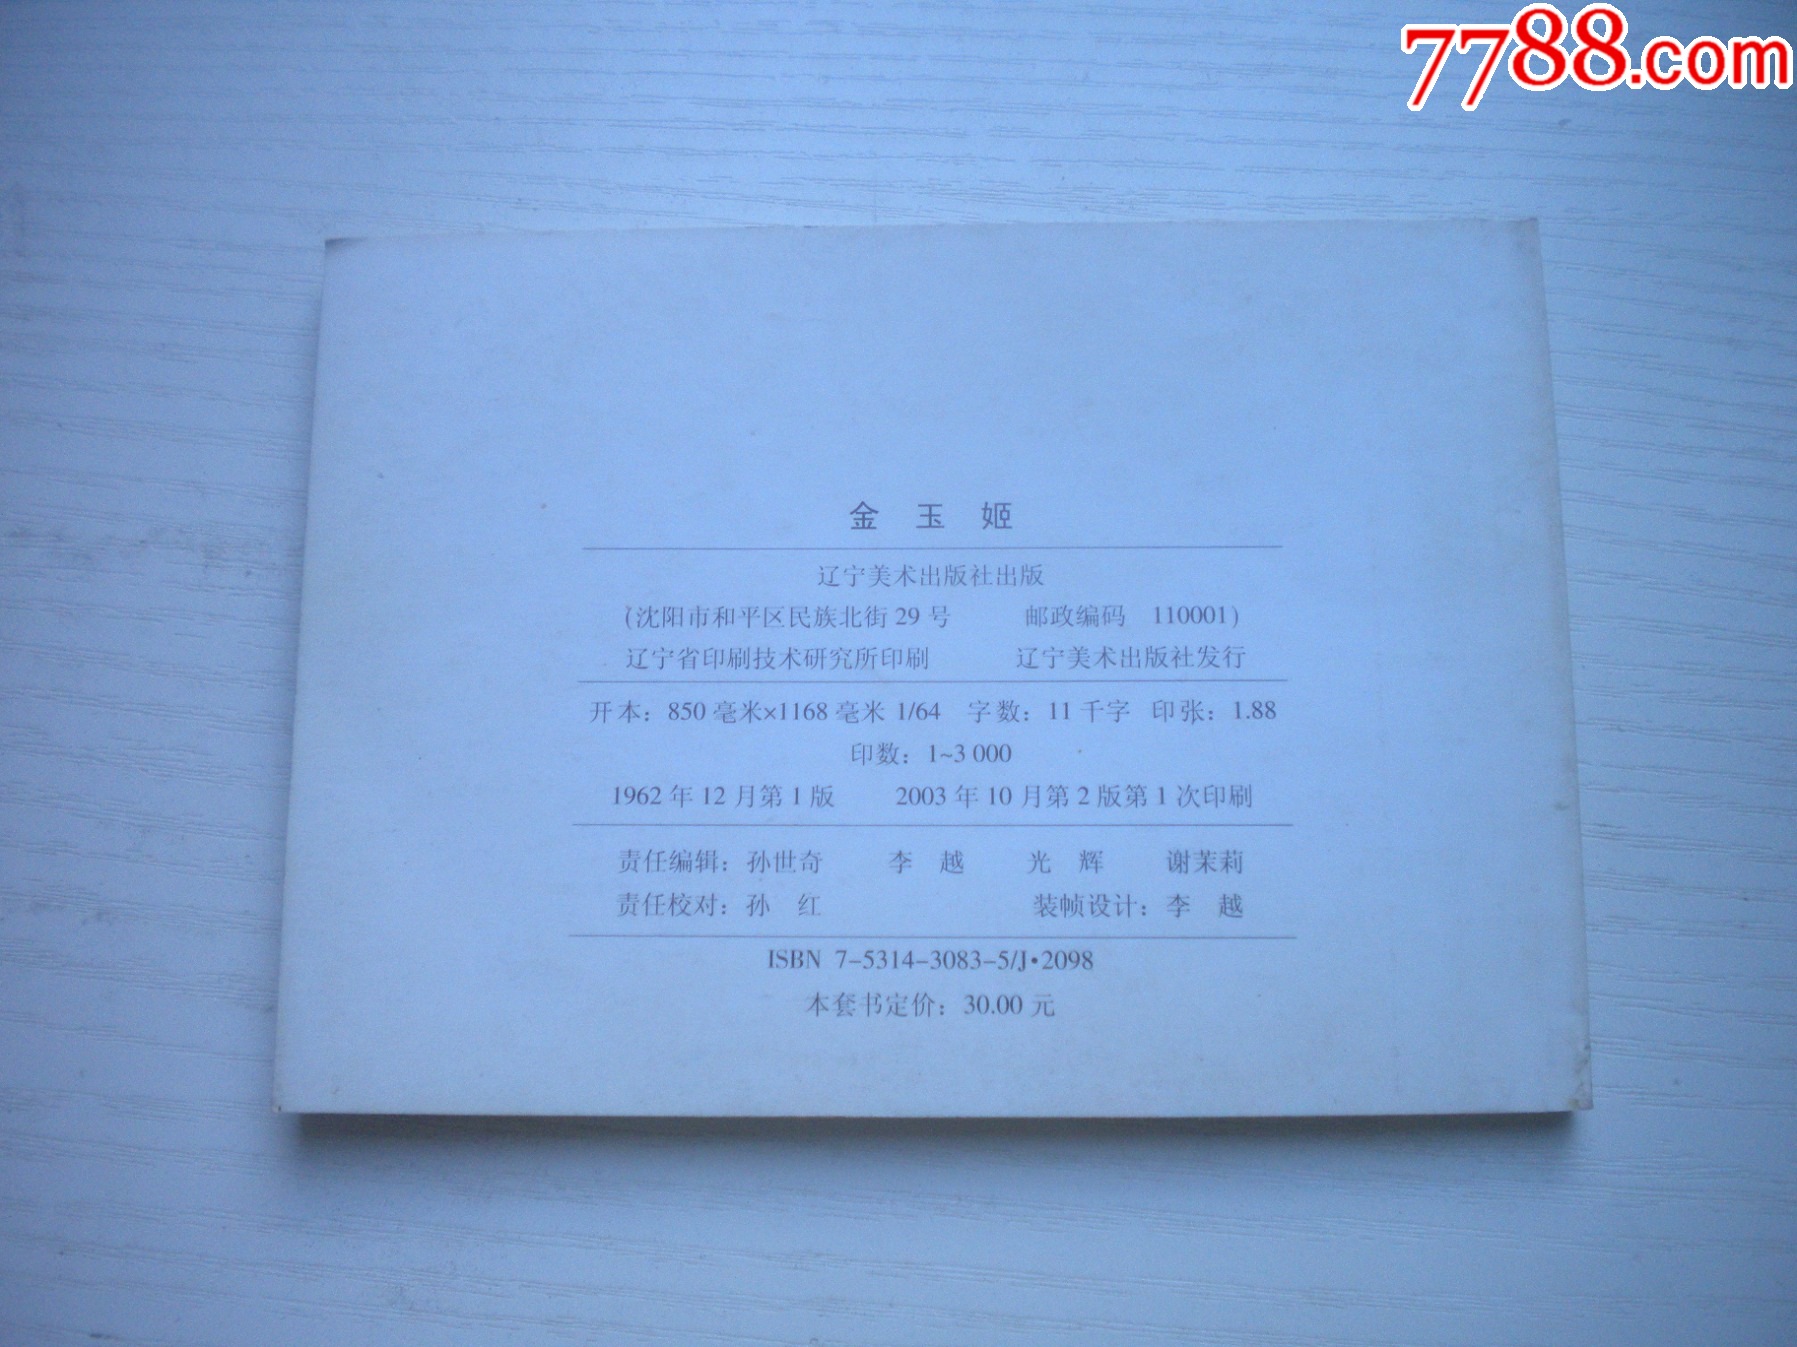 7788.com
金玉姬
辽宁美术出版社出版
(沈阳市和平区民族北街 29 号 邮政编码 110001)
辽宁省印刷技术研究所印刷 辽宁美术出版社发行
开本：850 毫米×1168 毫米 1/64 字数：11 千字 印张：1.88
印数：1~3 000
1962 年 12 月第 1 版 2003 年 10 月第 2 版第 1 次印刷
责任编辑：孙世奇 李 越 光 辉 谢茉莉
责任校对：孙 红 装帧设计：李 越
ISBN 7-5314-3083-5/J·2098
本套书定价：30.00 元